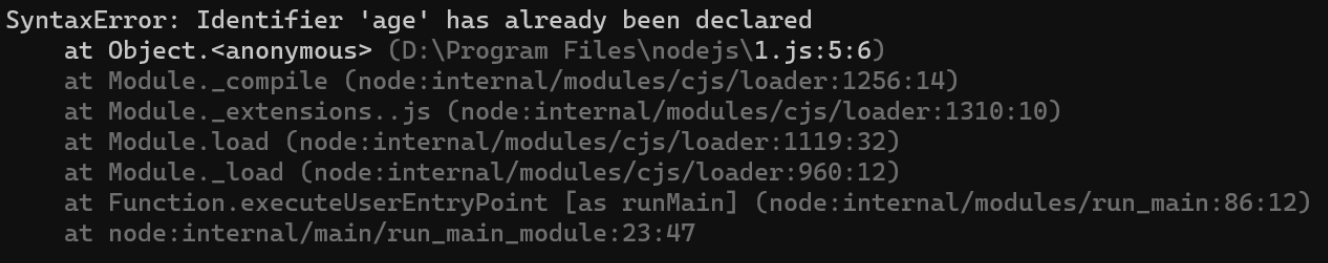 SyntaxError: Identifier 'age' has already been declared
    at Object.<anonymous> (D:\Program Files\nodejs\1.js:5:6)
    at Module._compile (node:internal/modules/cjs/loader:1256:14)
    at Module._extensions..js (node:internal/modules/cjs/loader:1310:10)
    at Module.load (node:internal/modules/cjs/loader:1119:32)
    at Module._load (node:internal/modules/cjs/loader:960:12)
    at Function.executeUserEntryPoint [as runMain] (node:internal/modules/run_main:86:12)
    at node:internal/main/run_main_module:23:47